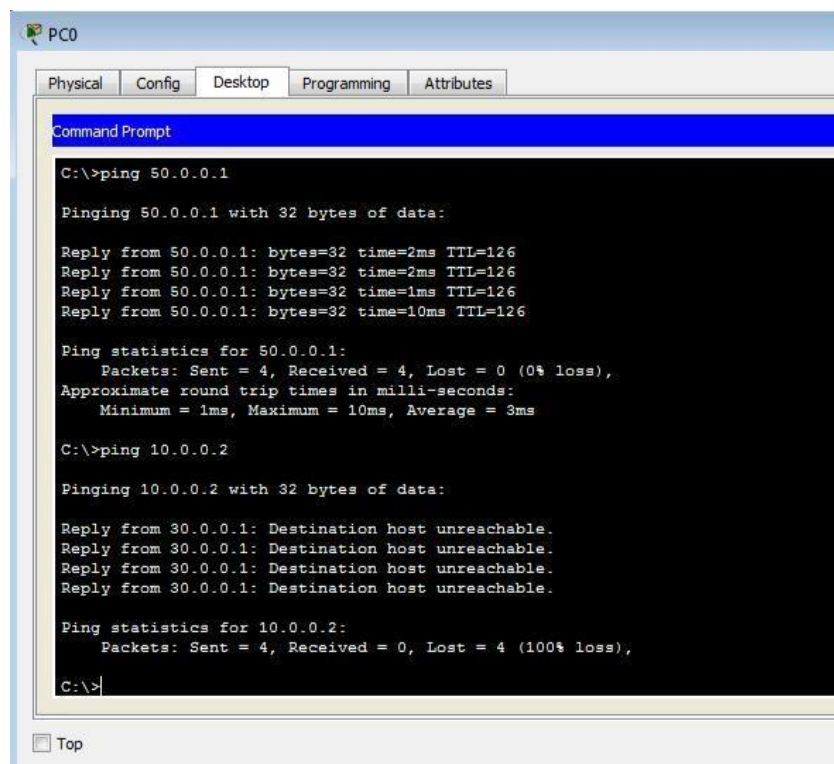 PC0
Physical Config Desktop Programming Attributes
Command Prompt
C:\>ping 50.0.0.1
Pinging 50.0.0.1 with 32 bytes of data:
Reply from 50.0.0.1: bytes=32 time=2ms TTL=126
Reply from 50.0.0.1: bytes=32 time=2ms TTL=126
Reply from 50.0.0.1: bytes=32 time=1ms TTL=126
Reply from 50.0.0.1: bytes=32 time=10ms TTL=126
Ping statistics for 50.0.0.1:
Packets: Sent = 4, Received = 4, Lost = 0 (0% loss),
Approximate round trip times in milli-seconds:
Minimum = 1ms, Maximum = 10ms, Average = 3ms
C:\>ping 10.0.0.2
Pinging 10.0.0.2 with 32 bytes of data:
Reply from 30.0.0.1: Destination host unreachable.
Reply from 30.0.0.1: Destination host unreachable.
Reply from 30.0.0.1: Destination host unreachable.
Reply from 30.0.0.1: Destination host unreachable.
Ping statistics for 10.0.0.2:
Packets: Sent = 4, Received = 0, Lost = 4 (100% loss),
C:\>
Top